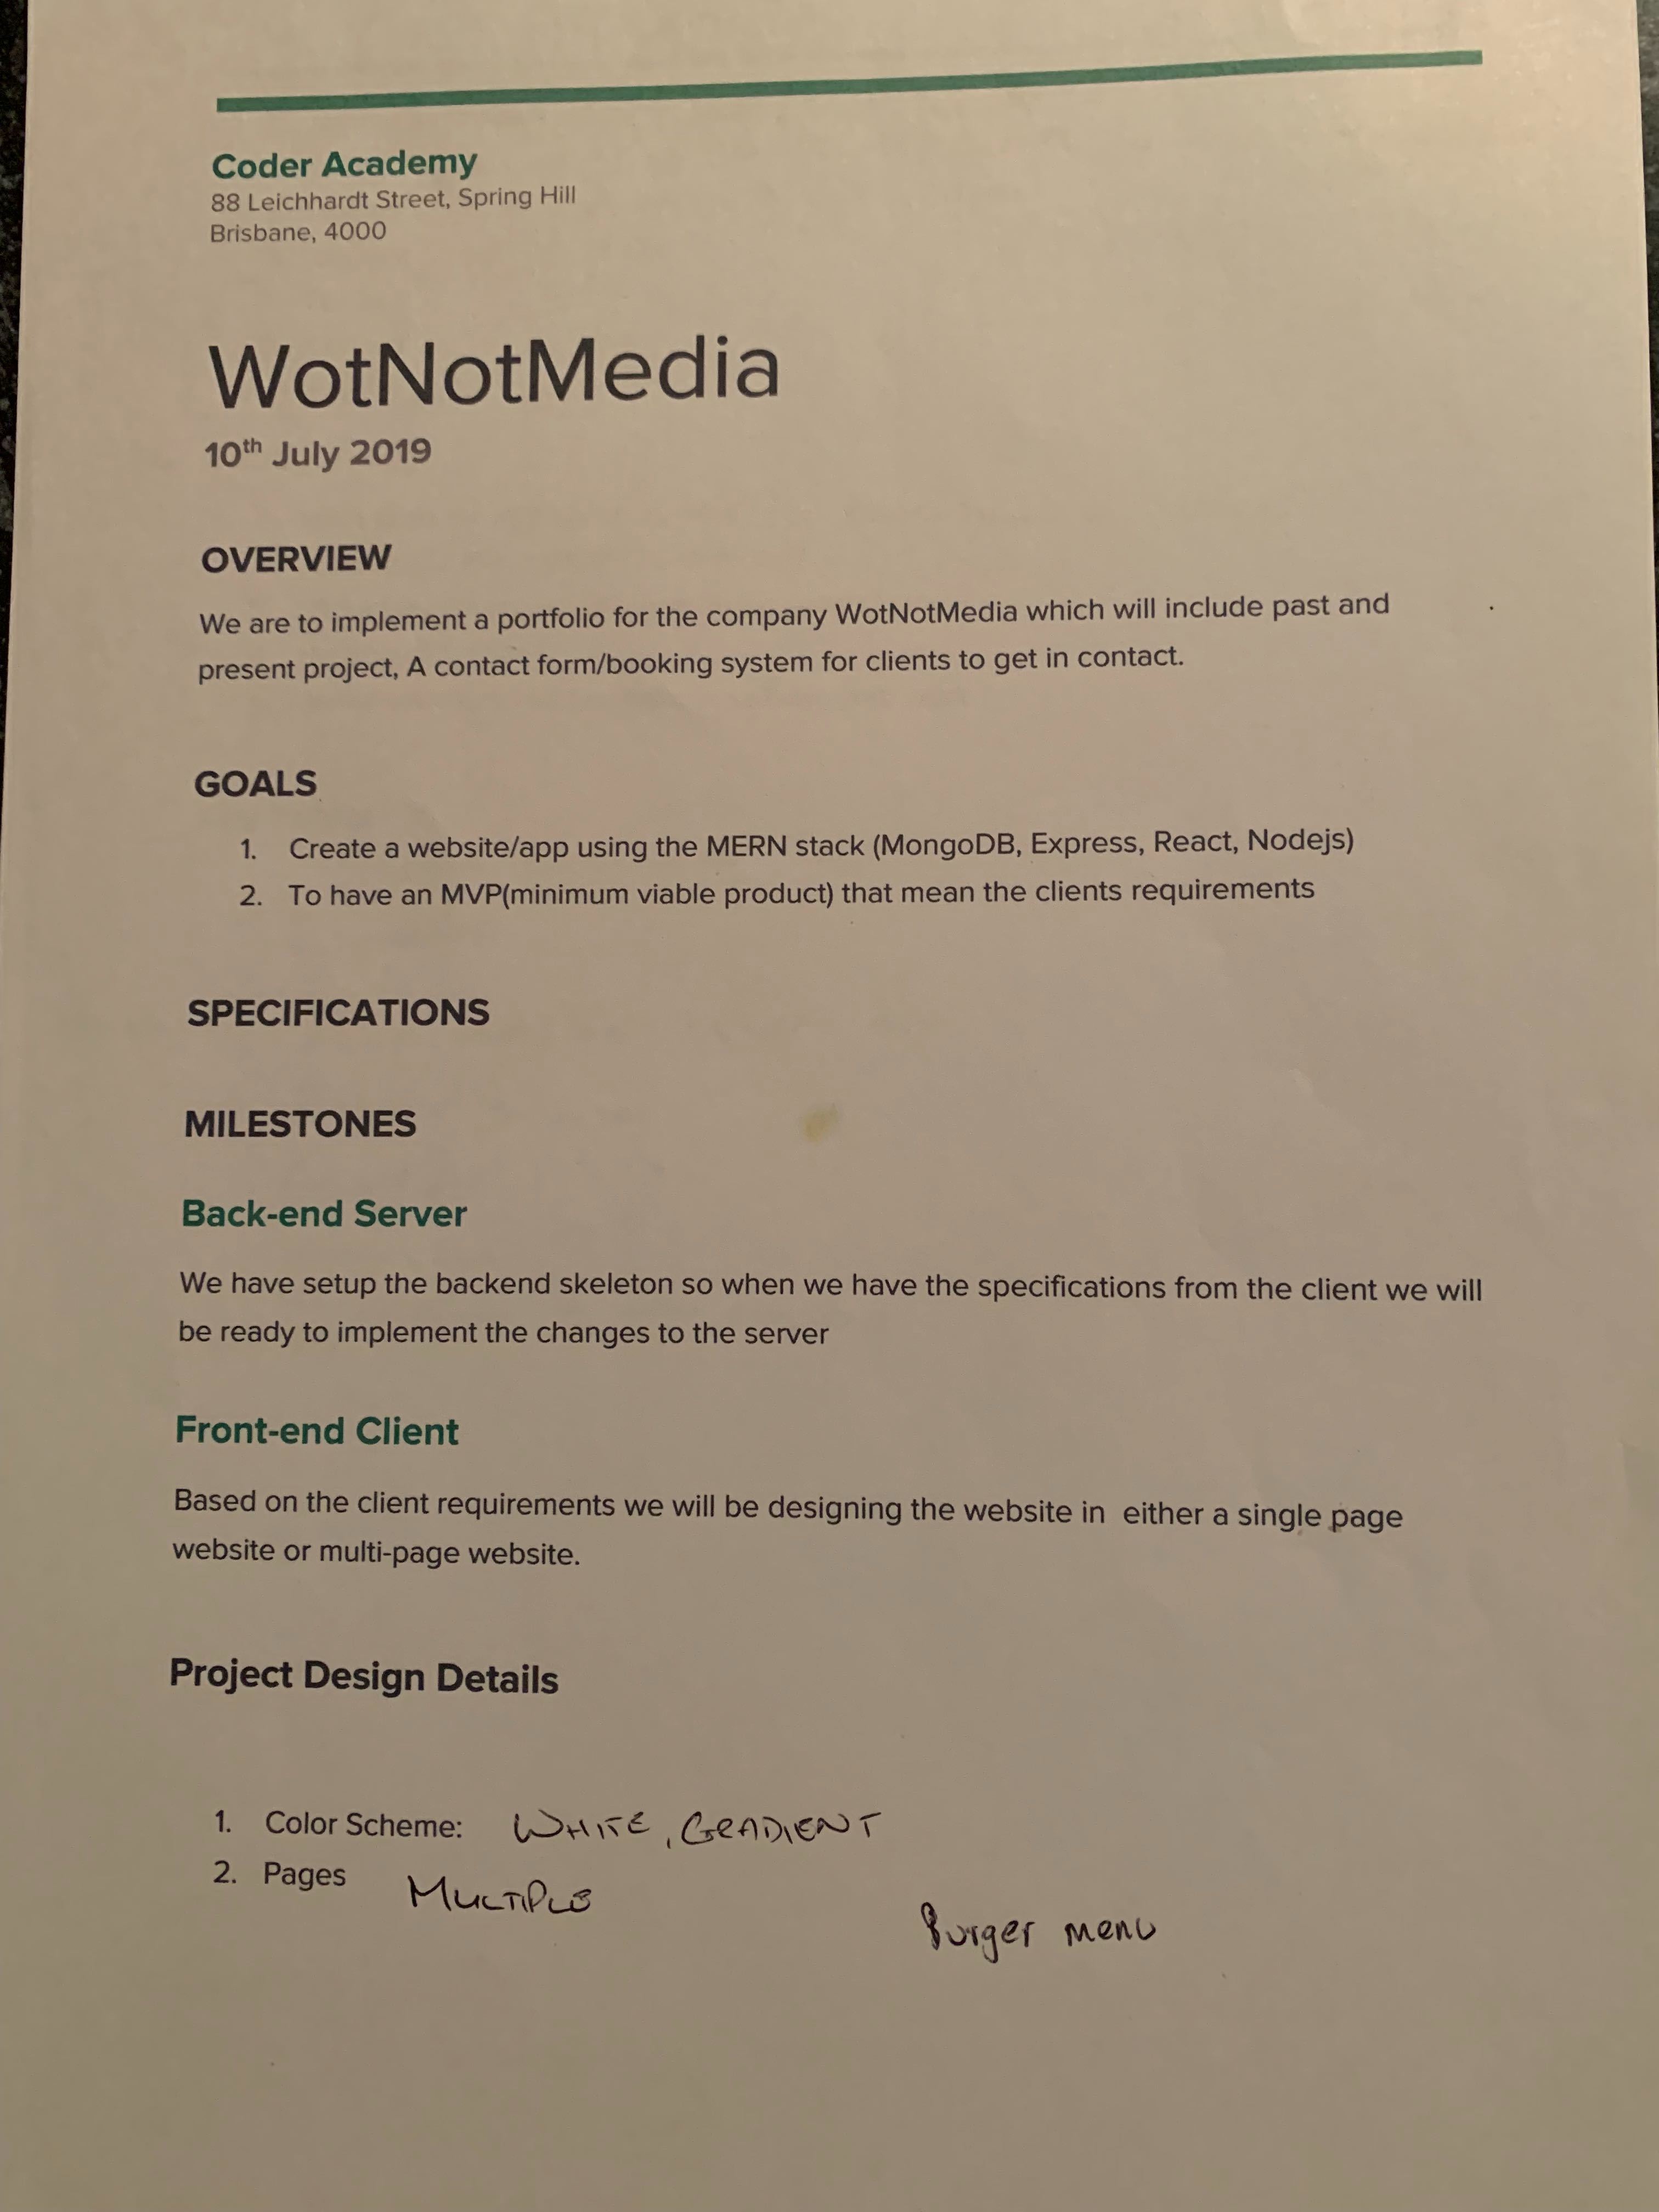 Coder Academy
88 Leichhardt Street, Spring Hill
Brisbane, 4000
WotNotMedia
10th July 2019
OVERVIEW
We are to implement a portfolio for the company WotNotMedia which will include past and
present project, A contact form/booking system for clients to get in contact.
GOALS
1. Create a website/app using the MERN stack (MongoDB, Express, React, Nodejs)
2. To have an MVP(minimum viable product) that mean the clients requirements
SPECIFICATIONS
MILESTONES
Back-end Server
We have setup the backend skeleton so when we have the specifications from the client we will
be ready to implement the changes to the server
Front-end Client
Based on the client requirements we will be designing the website in either a single page
website or multi-page website.
Project Design Details
1. Color Scheme: WHITE, GRADIENT
2. Pages MULTIPLE
Burger menu